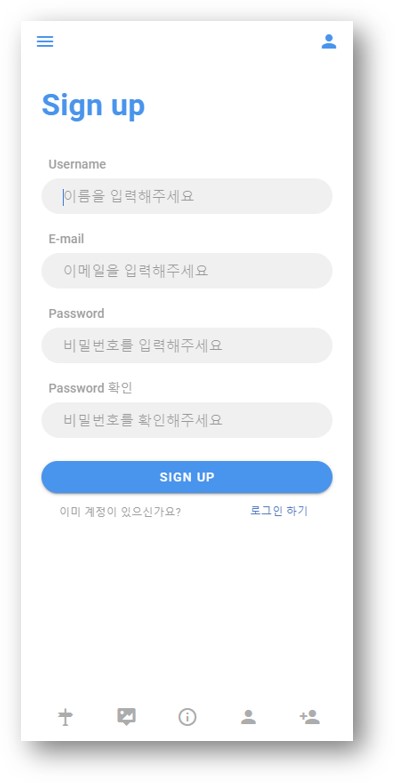 Sign up
Username
이름을 입력해주세요
E-mail
이메일을 입력해주세요
Password
비밀번호를 입력해주세요
Password 확인
비밀번호를 확인해주세요
SIGN UP
이미 계정이 있으신가요? 로그인 하기